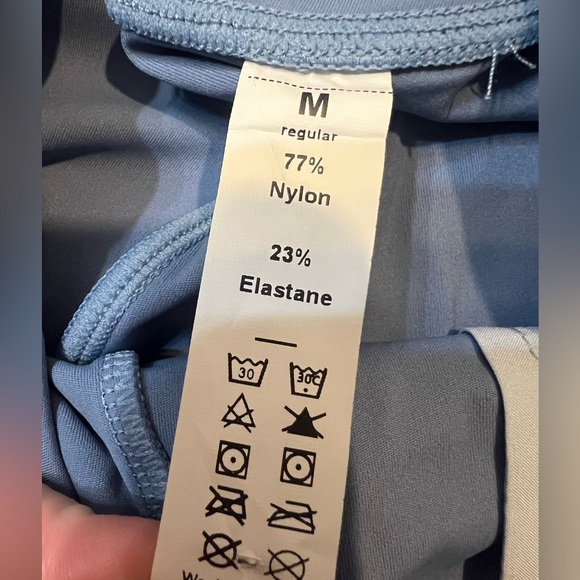 M
regular
77%
Nylon
23%
Elastane
30 30C